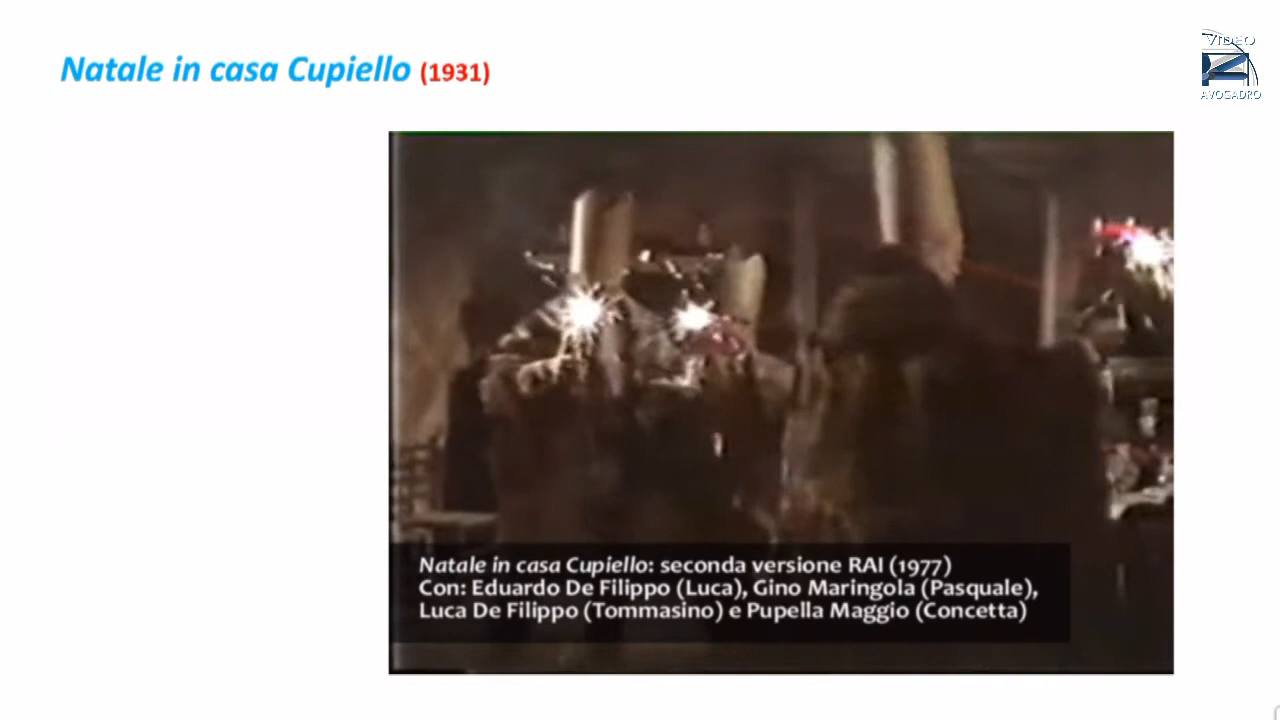 Natale in casa Cupiello (1931)
VIDEO
AVOGADRO
Natale in casa Cupiello: seconda versione RAI (1977)
Con: Eduardo De Filippo (Luca), Gino Maringola (Pasquale),
Luca De Filippo (Tommasino) e Pupella Maggio (Concetta)